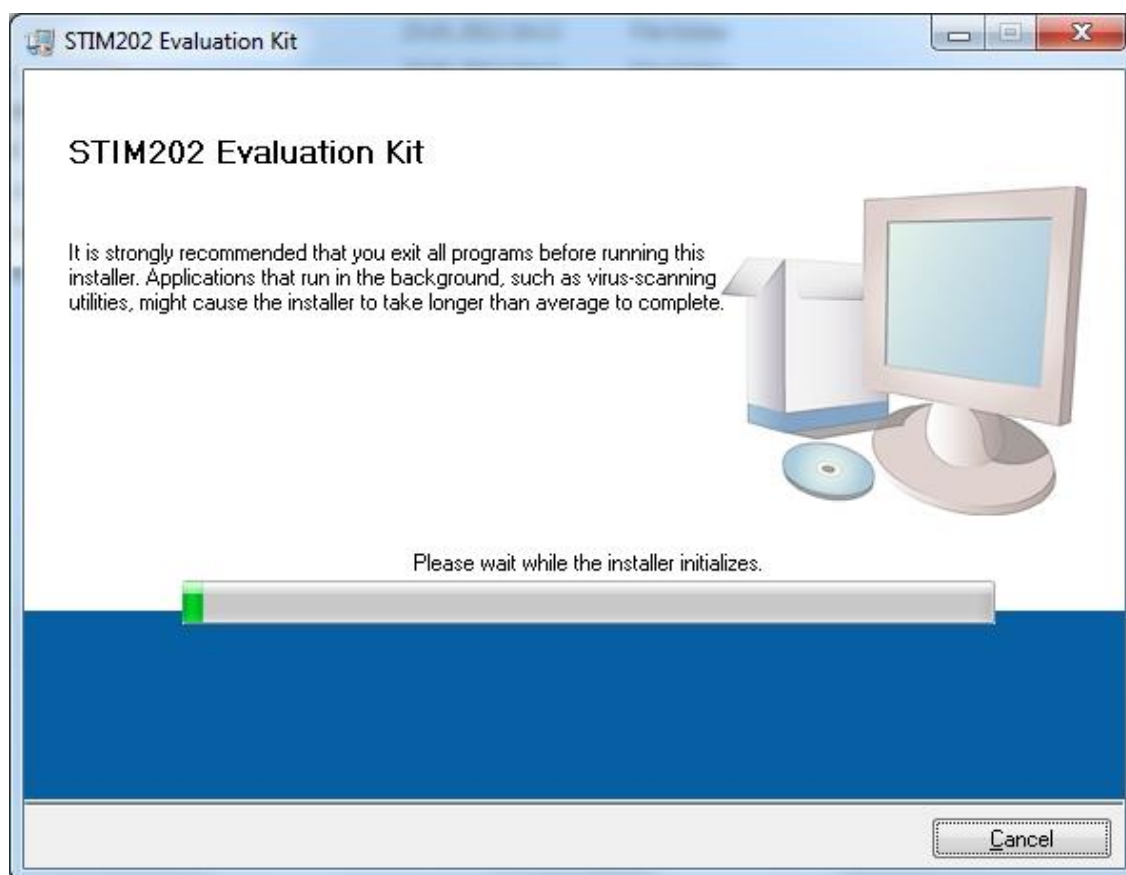 STIM202 Evaluation Kit
STIM202 Evaluation Kit
It is strongly recommended that you exit all programs before running this
installer. Applications that run in the background, such as virus-scanning
utilities, might cause the installer to take longer than average to complete.
Please wait while the installer initializes.
Cancel